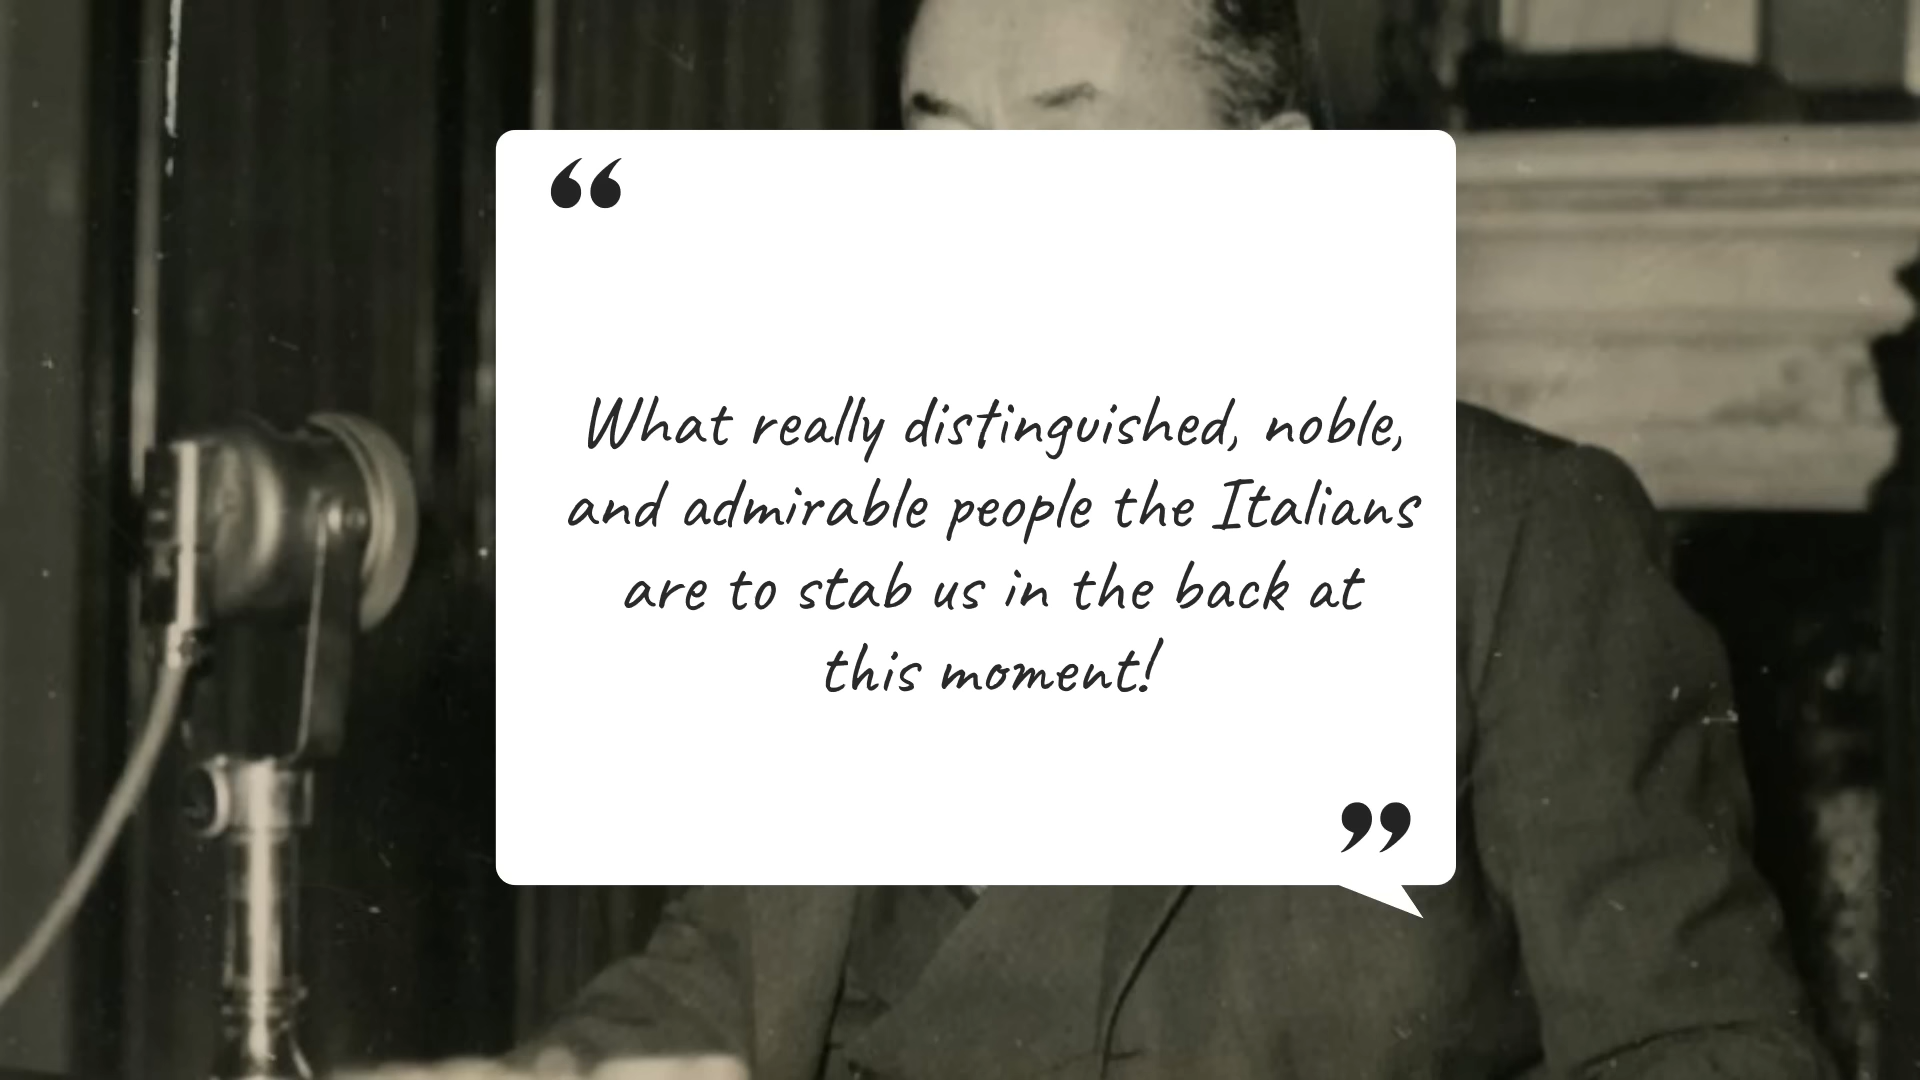 “
What really distinguished, noble,
and admirable people the Italians
are to stab us in the back at
this moment!
”